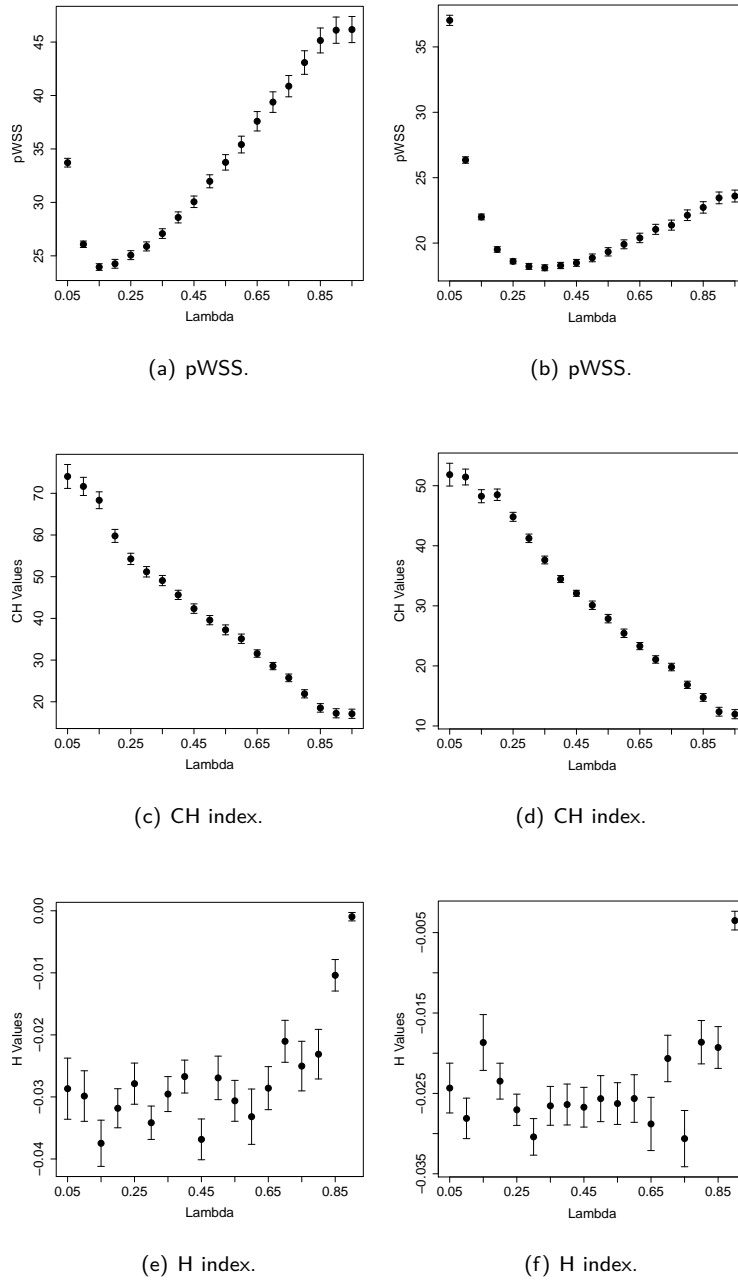 pWSS
25 30 35 40 45
0.05 0.25 0.45 0.65 0.85
Lambda
(a) pWSS.
pWSS
20 25 30 35
0.05 0.25 0.45 0.65 0.85
Lambda
(b) pWSS.
CH Values
20 30 40 50 60 70
0.05 0.25 0.45 0.65 0.85
Lambda
(c) CH index.
CH Values
10 20 30 40 50
0.05 0.25 0.45 0.65 0.85
Lambda
(d) CH index.
H Values
−0.04 −0.03 −0.02 −0.01 0.00
0.05 0.25 0.45 0.65 0.85
Lambda
(e) H index.
H Values
−0.035 −0.025 −0.015 −0.005
0.05 0.25 0.45 0.65 0.85
Lambda
(f) H index.